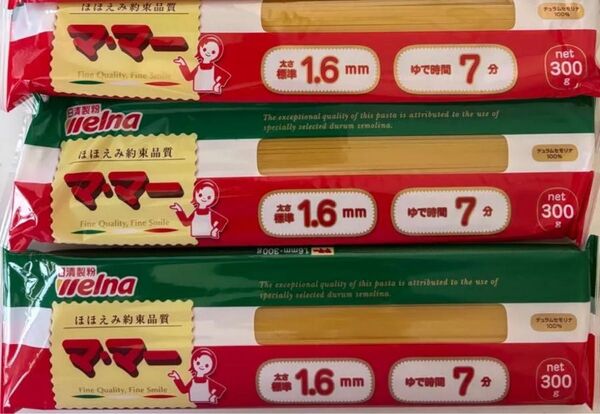 ほほえみ約束品質
マ・マー
Fine Quality, Fine Smile
太さ
標準 1.6 mm
ゆで時間 7 分
デュラムセモリナ
100%
net
300
g
日清製粉
Welna
The exceptional quality of this pasta is attributed to the use of
specially selected durum semolina.
ほほえみ約束品質
マ・マー
Fine Quality, Fine Smile
太さ
標準 1.6 mm
ゆで時間 7 分
デュラムセモリナ
100%
net
300
g
1.6mm-300g
日清製粉
Welna
The exceptional quality of this pasta is attributed to the use of
specially selected durum semolina.
ほほえみ約束品質
マ・マー
Fine Quality, Fine Smile
太さ
標準 1.6 mm
ゆで時間 7 分
デュラムセモリナ
100%
net
300
g